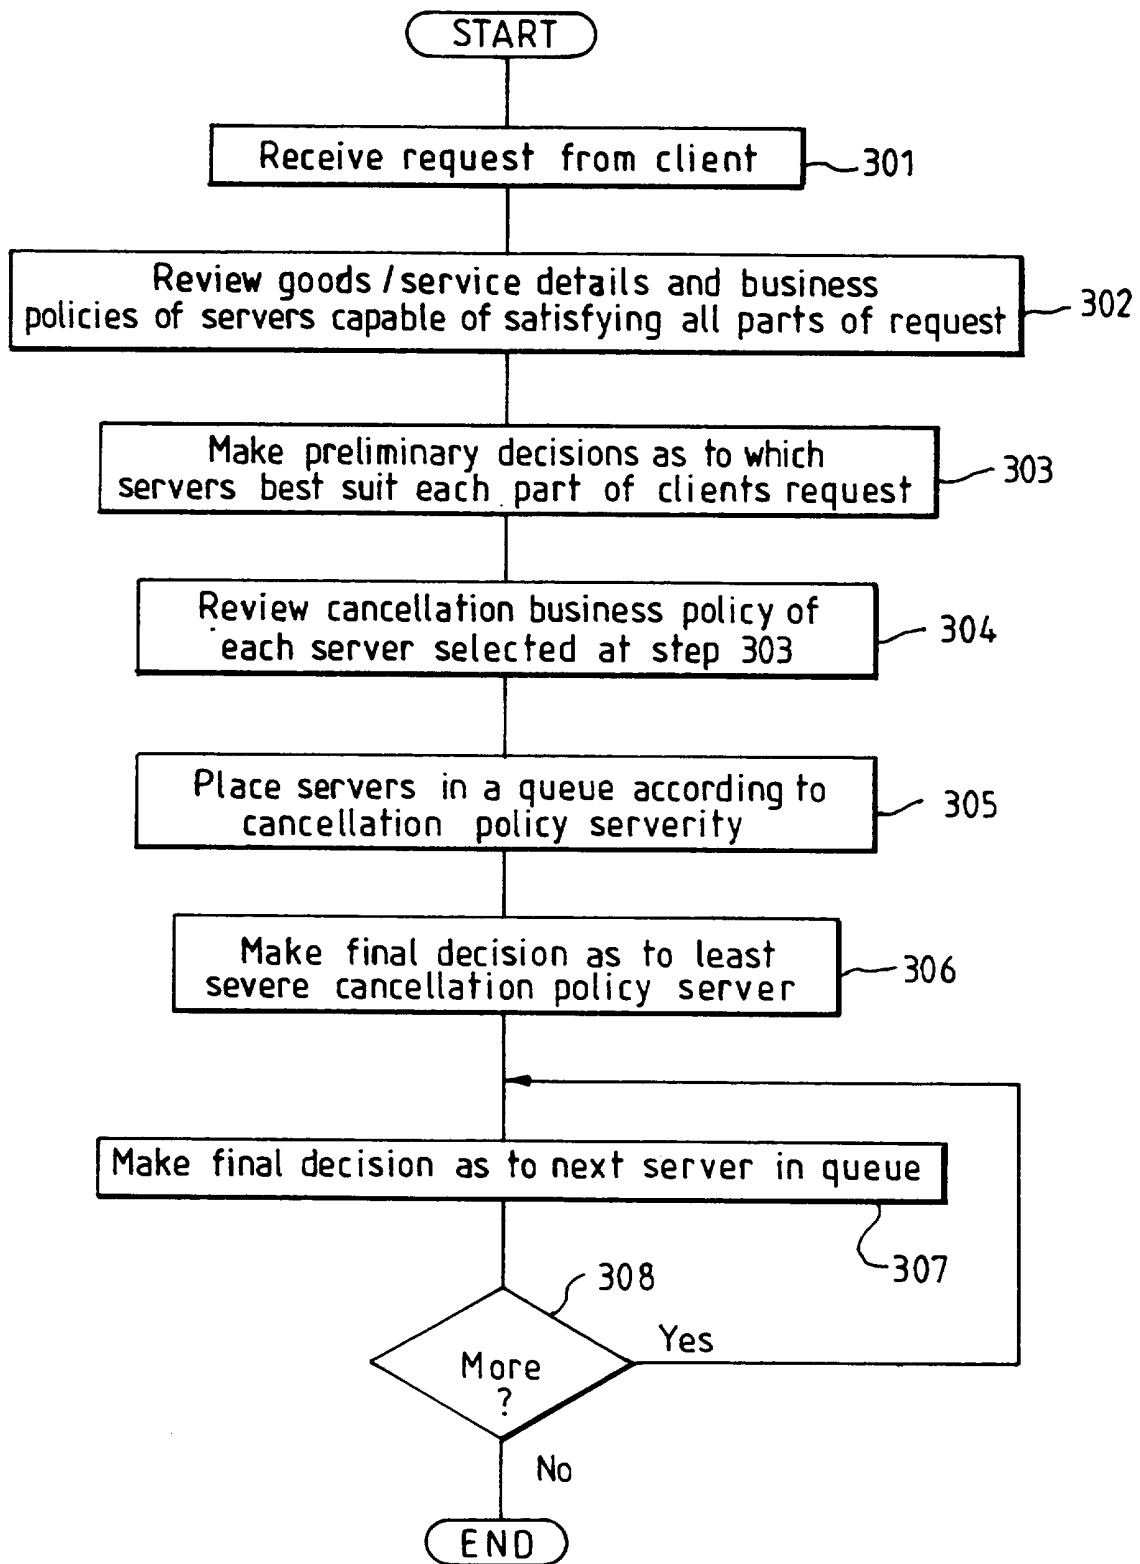 START
Receive request from client
301
Review goods/service details and business
policies of servers capable of satisfying all parts of request
302
Make preliminary decisions as to which
servers best suit each part of clients request
303
Review cancellation business policy of
each server selected at step 303
304
Place servers in a queue according to
cancellation policy serverity
305
Make final decision as to least
severe cancellation policy server
306
Make final decision as to next server in queue
307
308
More
?
Yes
No
END